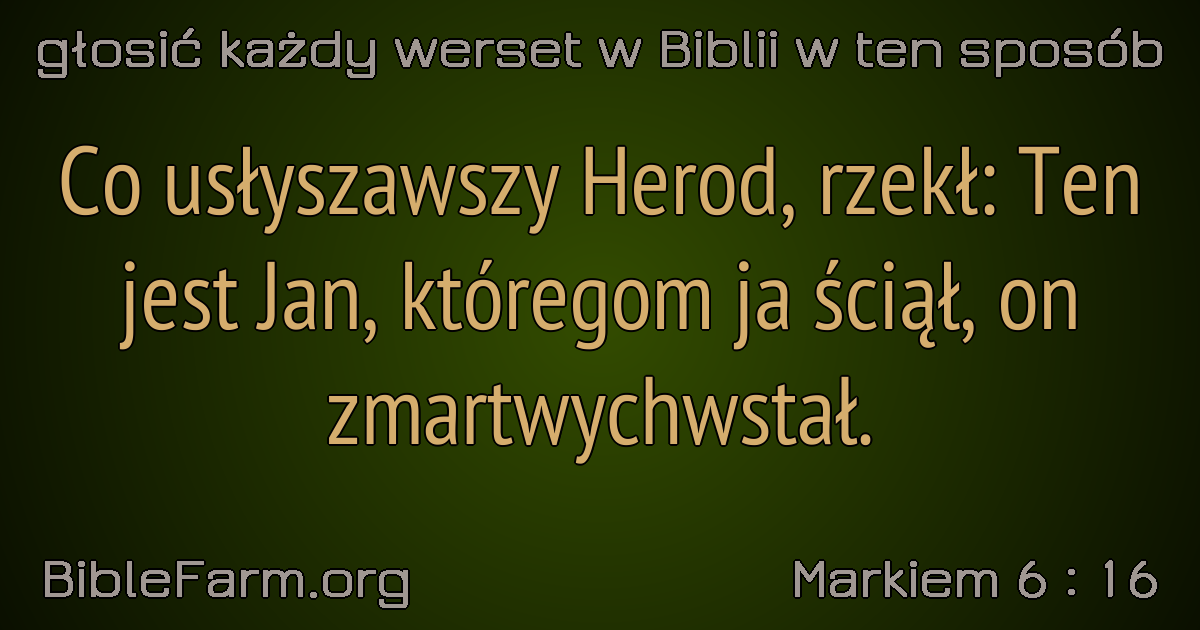 głosić każdy werset w Biblii w ten sposób
Co usłyszawszy Herod, rzekł: Ten
jest Jan, któregom ja ściął, on
zmartwychwstał.
BibleFarm.org
Markiem 6 : 16